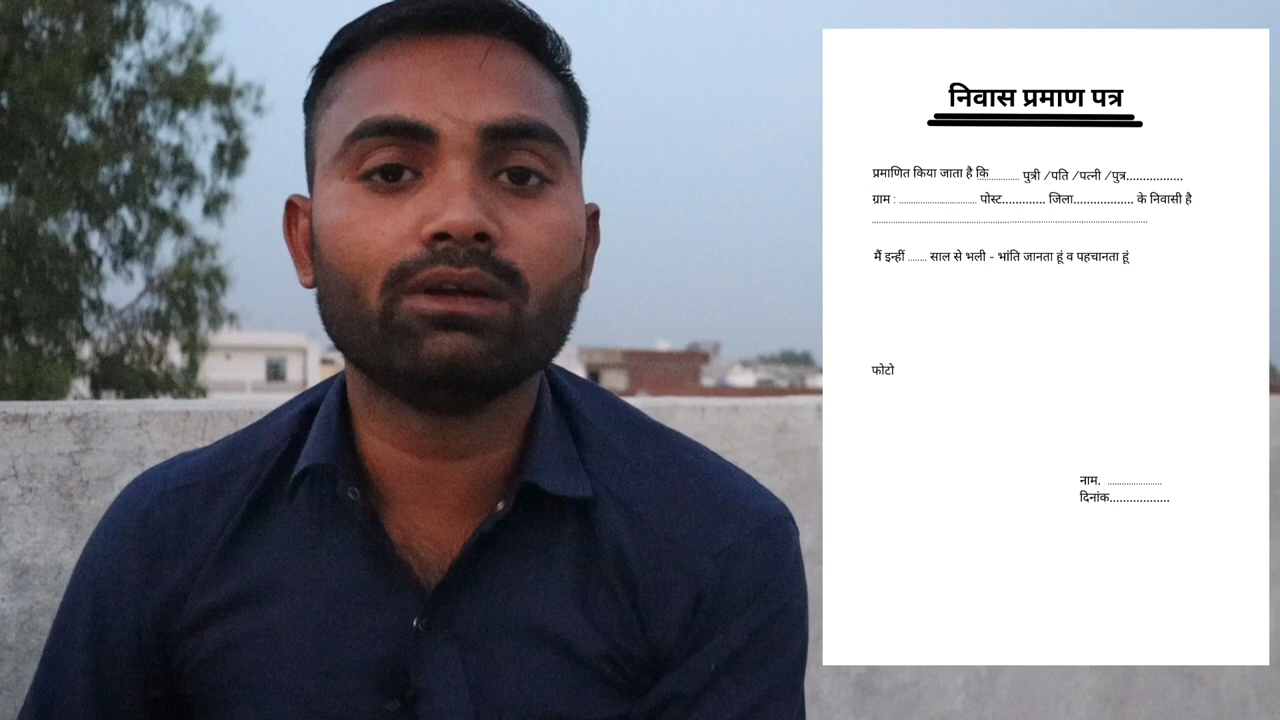 निवास प्रमाण पत्र
प्रमाणित किया जाता है कि................ पुत्री /पति /पत्नी /पुत्र................
ग्राम : ................................ पोस्ट............ जिला................. के निवासी है
....................................................................................................................
मैं इन्हीं ........ साल से भली - भांति जानता हूं व पहचानता हूं
फोटो
नाम. .......................
दिनांक.................